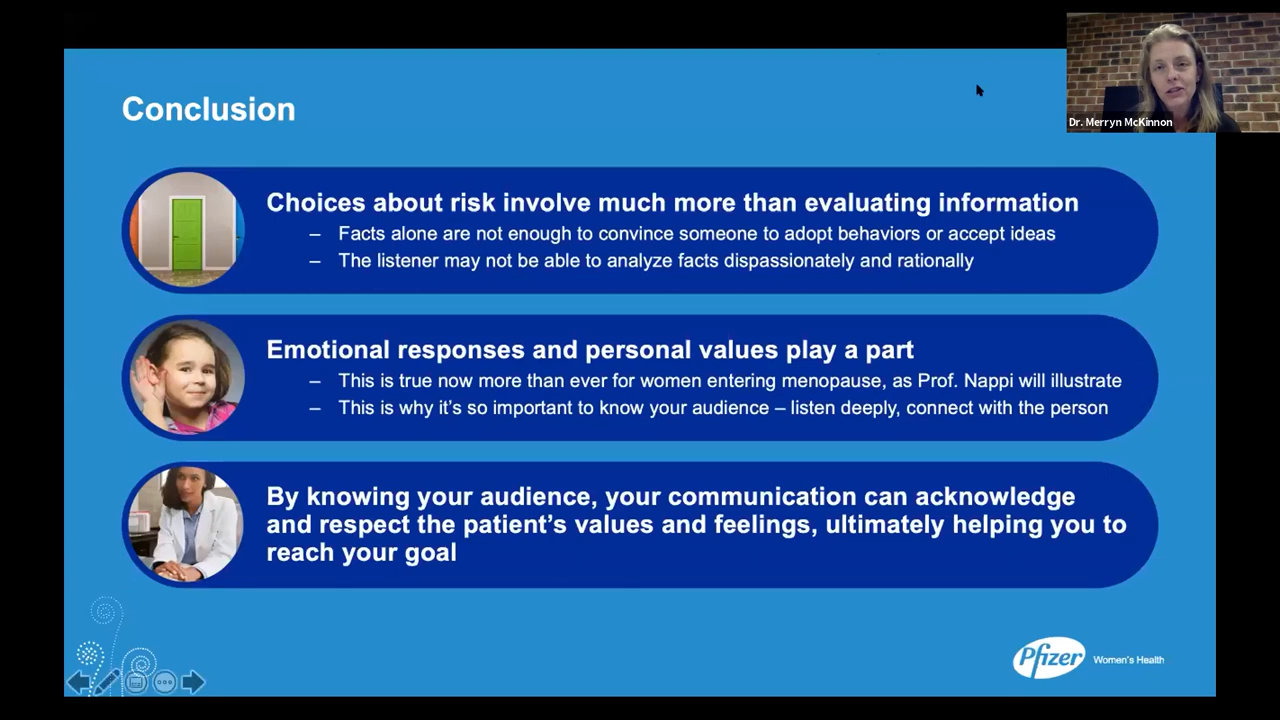 Conclusion
Dr. Merryn McKinnon
Choices about risk involve much more than evaluating information
– Facts alone are not enough to convince someone to adopt behaviors or accept ideas
– The listener may not be able to analyze facts dispassionately and rationally
Emotional responses and personal values play a part
– This is true now more than ever for women entering menopause, as Prof. Nappi will illustrate
– This is why it’s so important to know your audience – listen deeply, connect with the person
By knowing your audience, your communication can acknowledge
and respect the patient’s values and feelings, ultimately helping you to
reach your goal
Pfizer Women’s Health